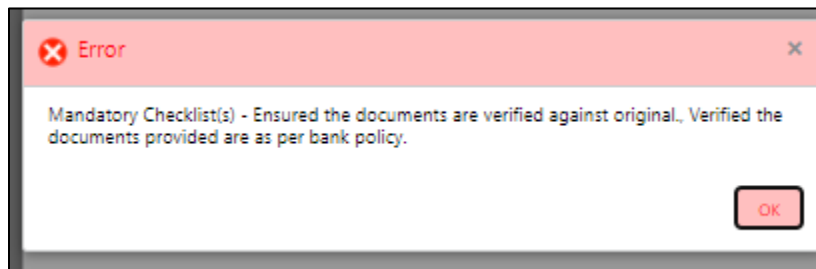 Error
Mandatory Checklist(s) - Ensured the documents are verified against original., Verified the
documents provided are as per bank policy.
OK